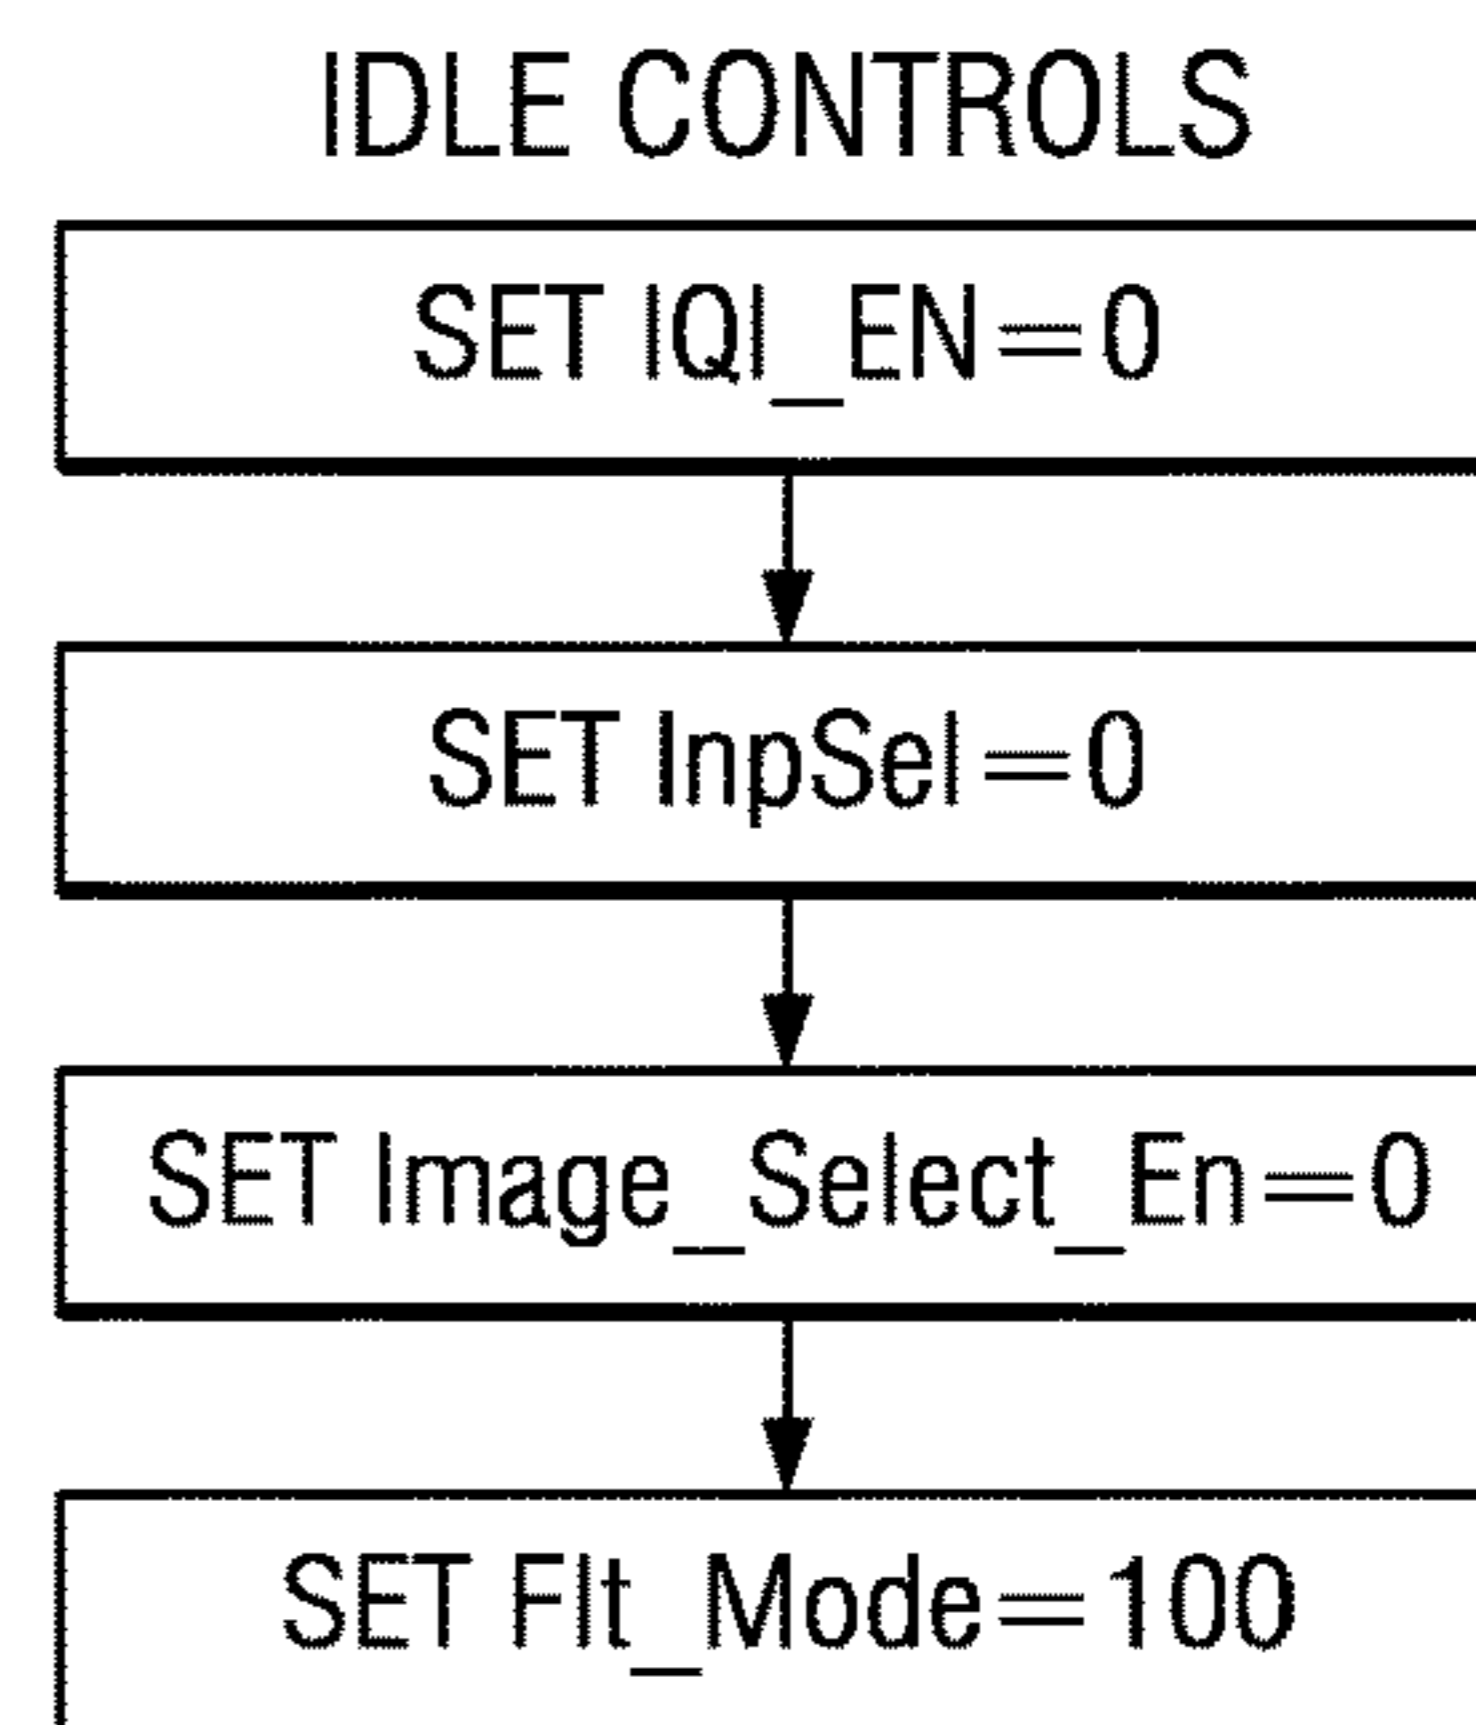 IDLE CONTROLS
SET IQI_EN=0
SET InpSel=0
SET Image_Select_En=0
SET Flt_Mode=100